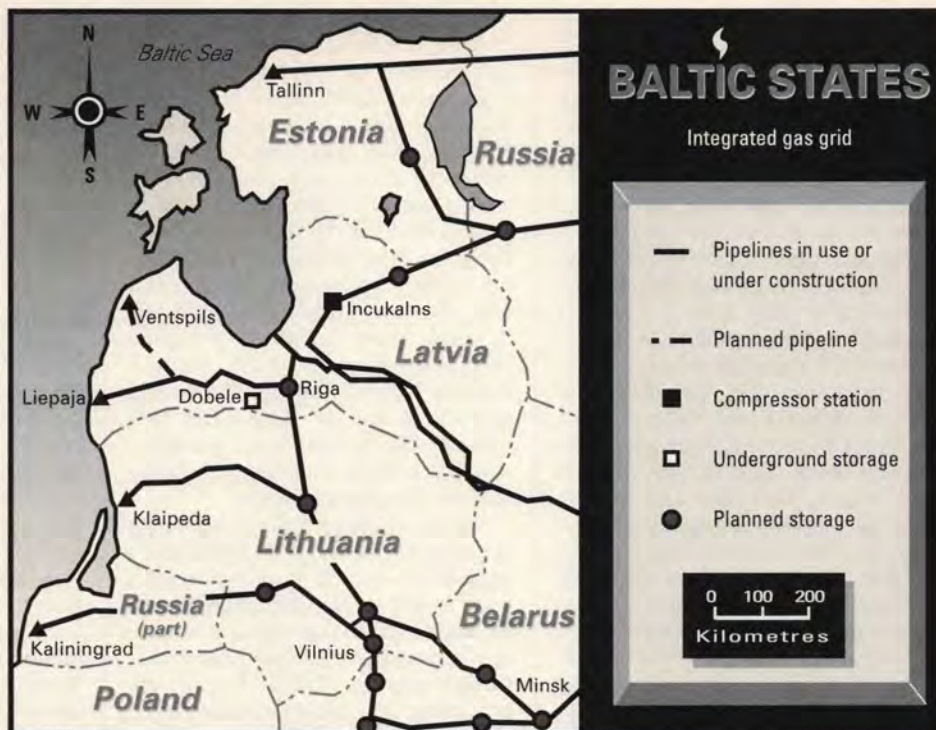 N
W
E
S
Baltic Sea
Tallinn
Estonia
Russia
Ventspils
Incukalns
Latvia
Liepaja
Dobele
Riga
Klaipeda
Lithuania
Russia
(part)
Belarus
Kaliningrad
Vilnius
Minsk
Poland
BALTIC STATES
Integrated gas grid
Pipelines in use or
under construction
Planned pipeline
Compressor station
Underground storage
Planned storage
0 100 200
Kilometres